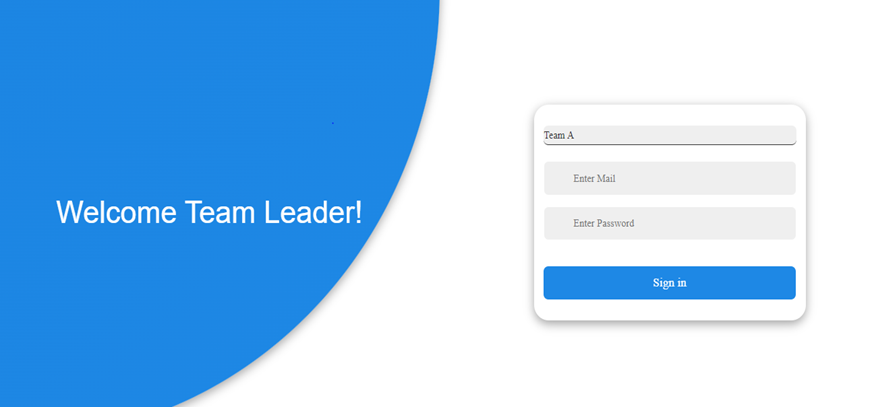 Welcome Team Leader!
Team A
Enter Mail
Enter Password
Sign in